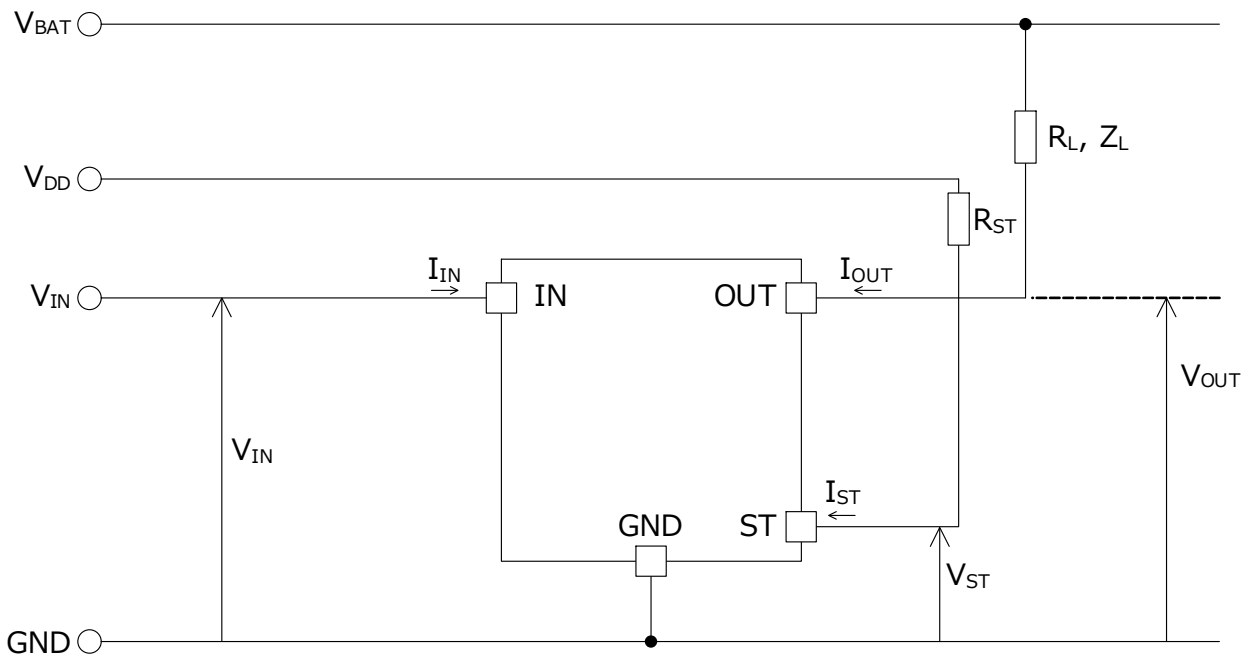 VBAT
RL, ZL
VDD
RST
IIN
IOUT
VIN
IN
OUT
VOUT
VIN
IST
GND
ST
VST
GND